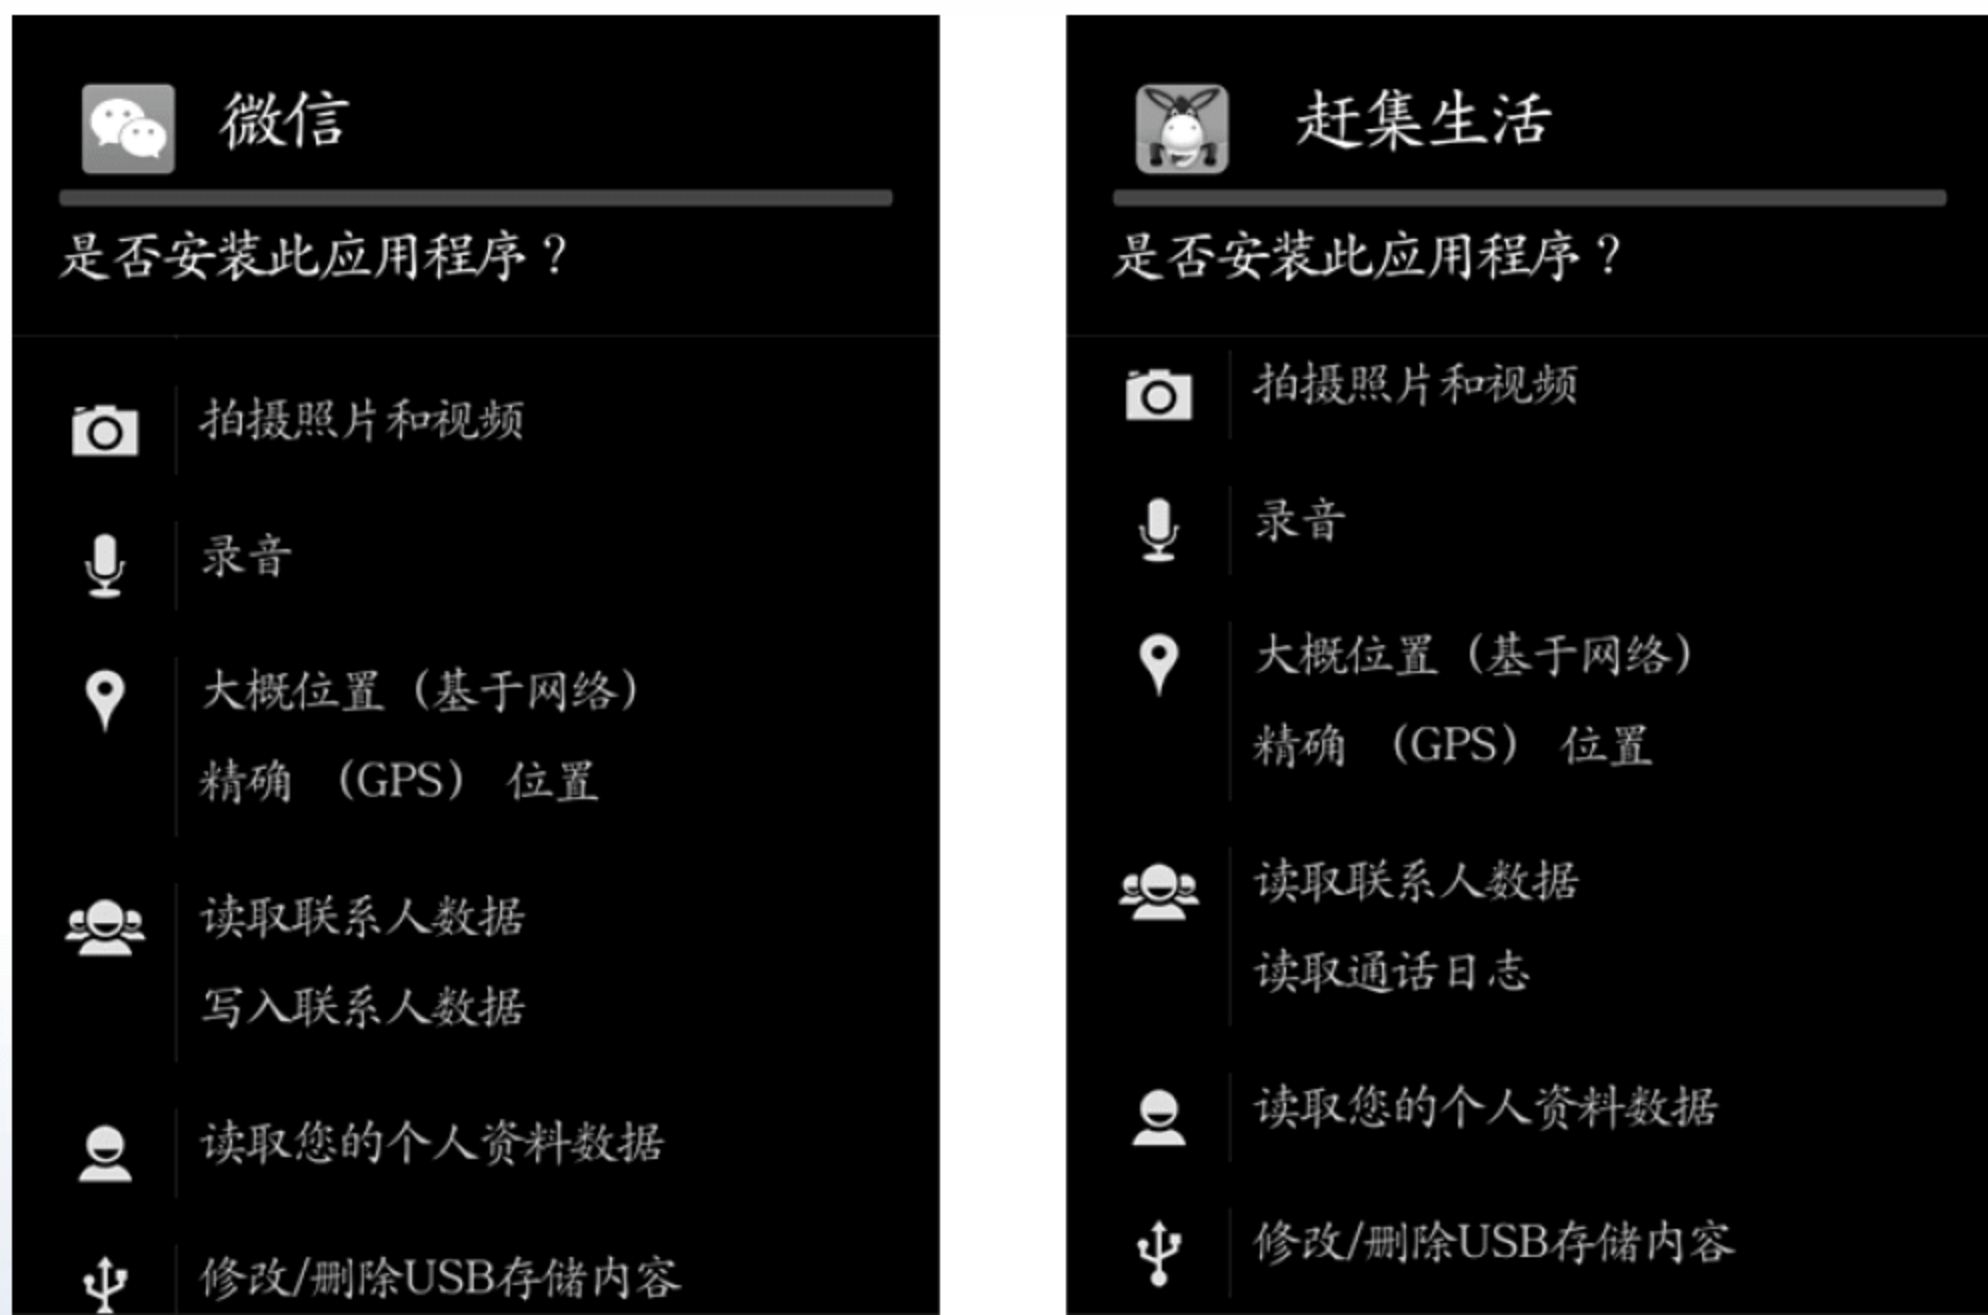 微信
是否安装此应用程序？
拍摄照片和视频
录音
大概位置（基于网络）
精确 （GPS） 位置
读取联系人数据
写入联系人数据
读取您的个人资料数据
修改/删除USB存储内容
赶集生活
是否安装此应用程序？
拍摄照片和视频
录音
大概位置（基于网络）
精确 （GPS） 位置
读取联系人数据
读取通话日志
读取您的个人资料数据
修改/删除USB存储内容